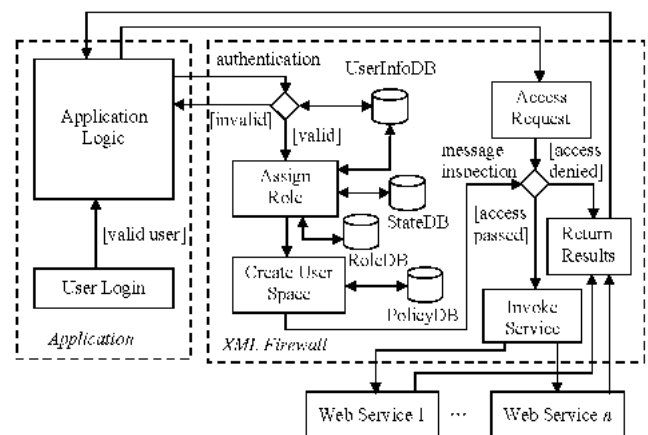 authentication
UserInfoDB
Application
Logic
[invalid]
[valid]
Access
Request
message
inspection
[access
denied]
Assign
Role
StateDB
[access
passed]
[valid user]
RoleDB
Return
Results
User Login
Create User
Space
PolicyDB
Invoke
Service
Application
XML Firewall
Web Service 1
...
Web Service n